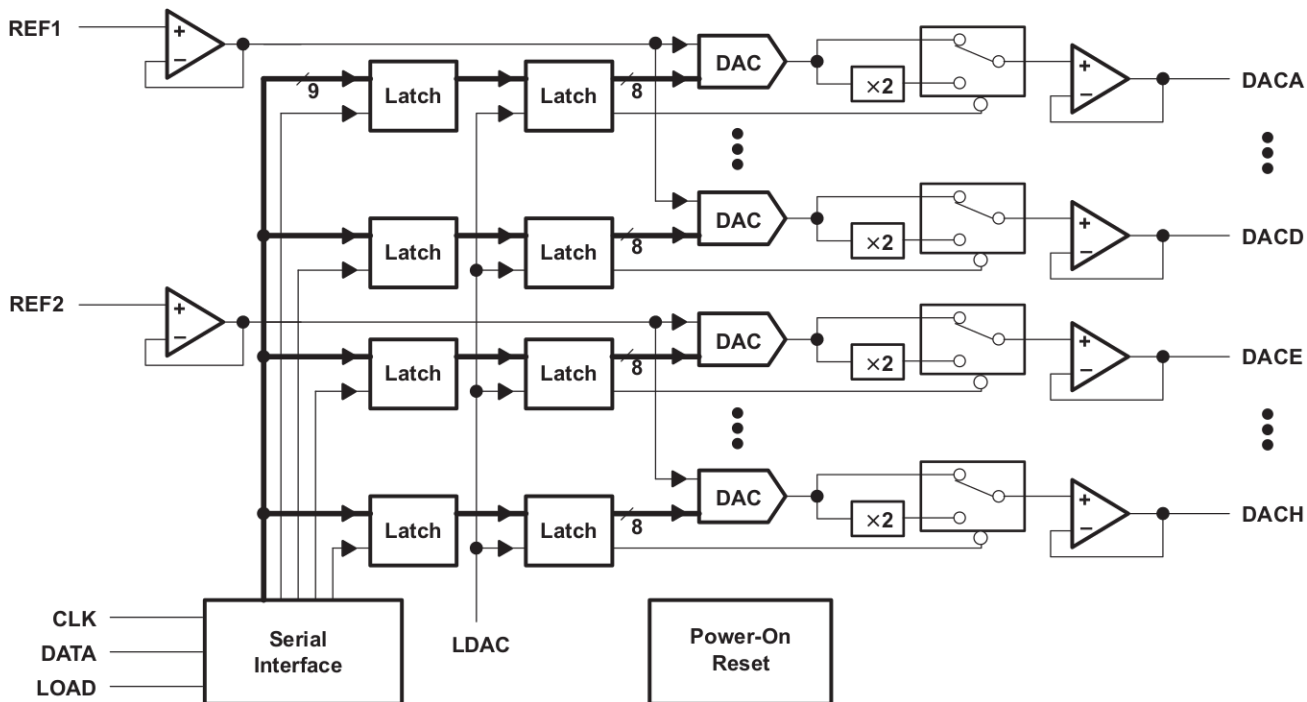 REF1
+
−
9
Latch
Latch
8
DAC
×2
+
−
DACA
Latch
Latch
8
DAC
×2
+
−
DACD
REF2
+
−
Latch
Latch
8
DAC
×2
+
−
DACE
Latch
Latch
8
DAC
×2
+
−
DACH
CLK
DATA
LOAD
Serial
Interface
LDAC
Power-On
Reset